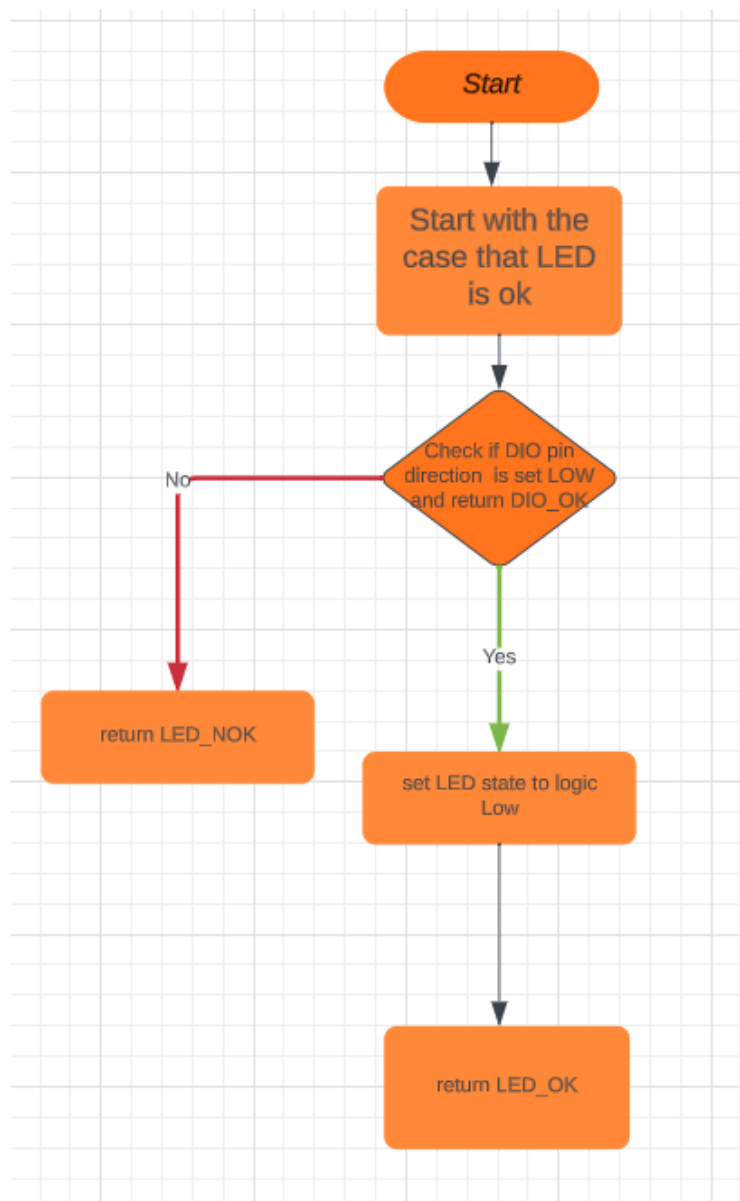 Start
Start with the
case that LED
is ok
Check if DIO pin
direction is set LOW
and return DIO_OK
No
Yes
return LED_NOK
set LED state to logic
Low
return LED_OK